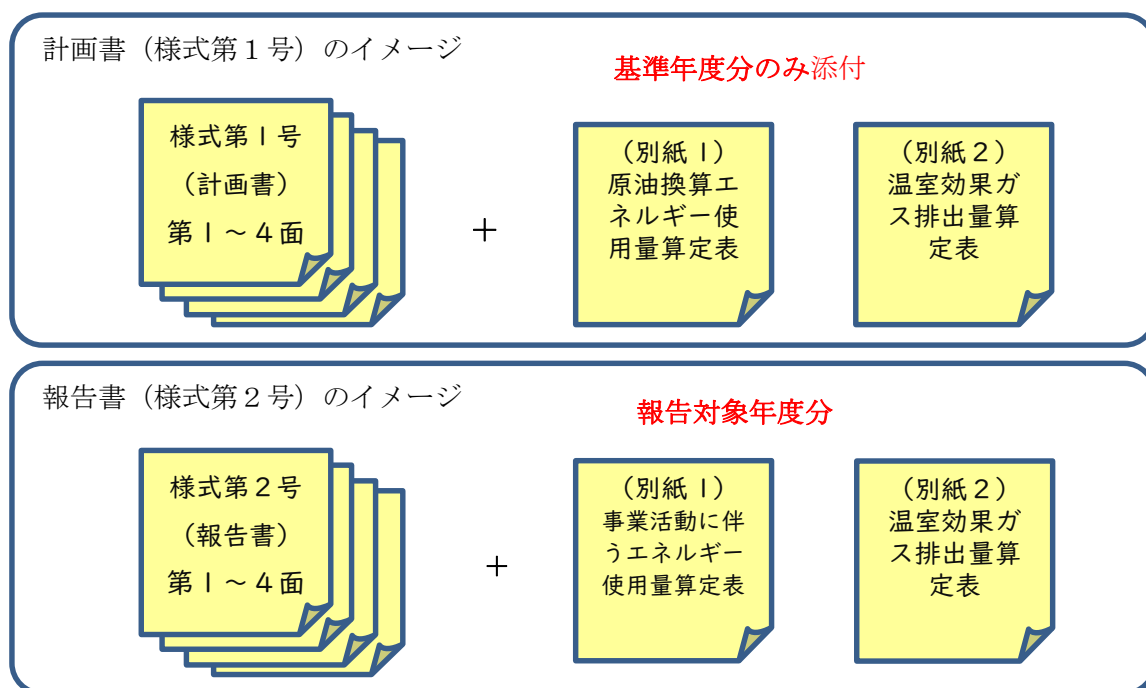 計画書（様式第１号）のイメージ
基準年度分のみ添付
様式第１号
（計画書）
第１～４面
＋
（別紙１）
原油換算エ
ネルギー使
用量算定表
（別紙２）
温室効果ガ
ス排出量算
定表
報告書（様式第２号）のイメージ
報告対象年度分
様式第２号
（報告書）
第１～４面
＋
（別紙１）
事業活動に伴
うエネルギー
使用量算定表
（別紙２）
温室効果ガ
ス排出量算
定表